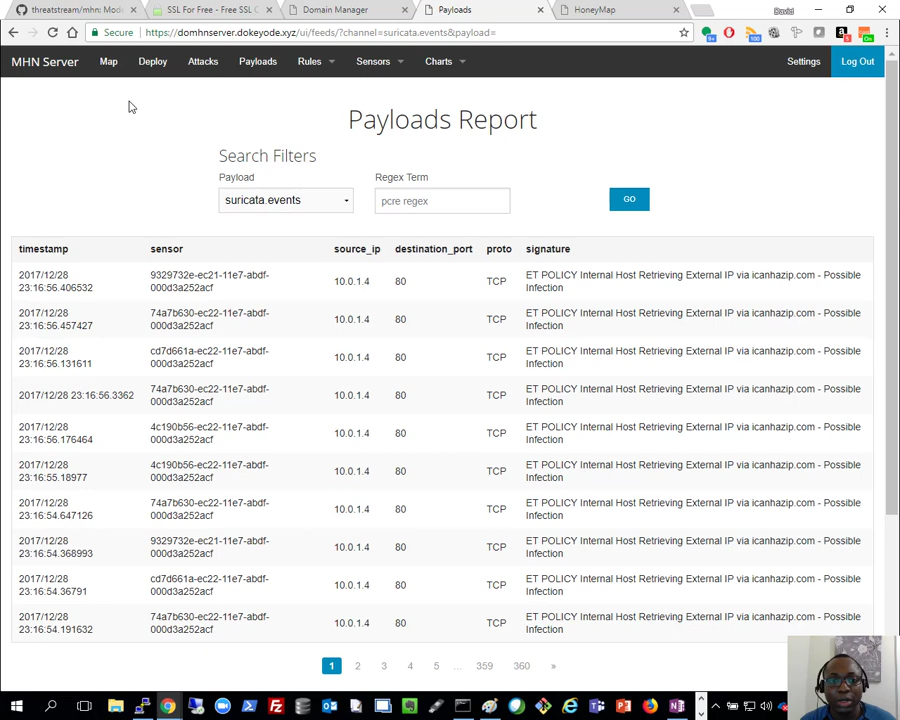 threatstream/mhn: Mode
SSL For Free - Free SSL C
Domain Manager
Payloads
HoneyMap
David
Secure
https://domhnserver.dokeyode.xyz/ui/feeds/?channel=suricata.events&payload=
MHN Server
Map
Deploy
Attacks
Payloads
Rules
Sensors
Charts
Settings
Log Out
Payloads Report
Search Filters
Payload
Regex Term
suricata.events
pcre regex
GO
timestamp sensor source_ip destination_port proto signature
2017/12/28 9329732e-ec21-11e7-abdf- 10.0.1.4 80 TCP ET POLICY Internal Host Retrieving External IP via icanhazip.com - Possible
23:16:56.406532 000d3a252acf Infection
2017/12/28 74a7b630-ec22-11e7-abdf- 10.0.1.4 80 TCP ET POLICY Internal Host Retrieving External IP via icanhazip.com - Possible
23:16:56.457427 000d3a252acf Infection
2017/12/28 cd7d661a-ec22-11e7-abdf- 10.0.1.4 80 TCP ET POLICY Internal Host Retrieving External IP via icanhazip.com - Possible
23:16:56.131611 000d3a252acf Infection
2017/12/28 23:16:56.3362 74a7b630-ec22-11e7-abdf- 10.0.1.4 80 TCP ET POLICY Internal Host Retrieving External IP via icanhazip.com - Possible
000d3a252acf Infection
2017/12/28 4c190b56-ec22-11e7-abdf- 10.0.1.4 80 TCP ET POLICY Internal Host Retrieving External IP via icanhazip.com - Possible
23:16:56.176464 000d3a252acf Infection
2017/12/28 4c190b56-ec22-11e7-abdf- 10.0.1.4 80 TCP ET POLICY Internal Host Retrieving External IP via icanhazip.com - Possible
23:16:55.18977 000d3a252acf Infection
2017/12/28 74a7b630-ec22-11e7-abdf- 10.0.1.4 80 TCP ET POLICY Internal Host Retrieving External IP via icanhazip.com - Possible
23:16:54.647126 000d3a252acf Infection
2017/12/28 9329732e-ec21-11e7-abdf- 10.0.1.4 80 TCP ET POLICY Internal Host Retrieving External IP via icanhazip.com - Possible
23:16:54.368993 000d3a252acf Infection
2017/12/28 cd7d661a-ec22-11e7-abdf- 10.0.1.4 80 TCP ET POLICY Internal Host Retrieving External IP via icanhazip.com - Possible
23:16:54.36791 000d3a252acf Infection
2017/12/28 74a7b630-ec22-11e7-abdf- 10.0.1.4 80 TCP ET POLICY Internal Host Retrieving External IP via icanhazip.com - Possible
23:16:54.191632 000d3a252acf Infection
1 2 3 4 5 ... 359 360 »